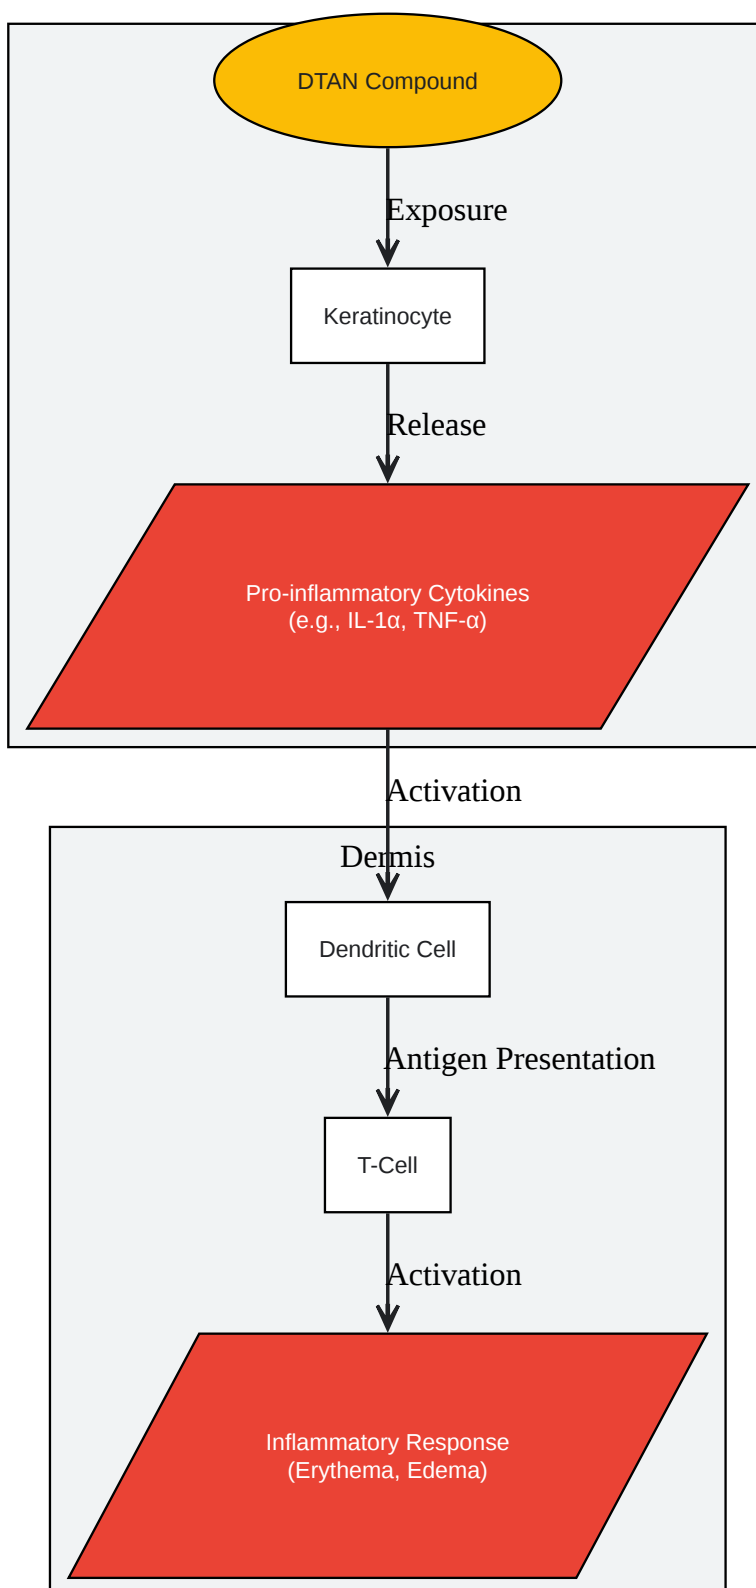 DTAN Compound
Exposure
Keratinocyte
Release
Pro-inflammatory Cytokines
(e.g., IL-1α, TNF-α)
Activation
Dermis
Dendritic Cell
Antigen Presentation
T-Cell
Activation
Inflammatory Response
(Erythema, Edema)